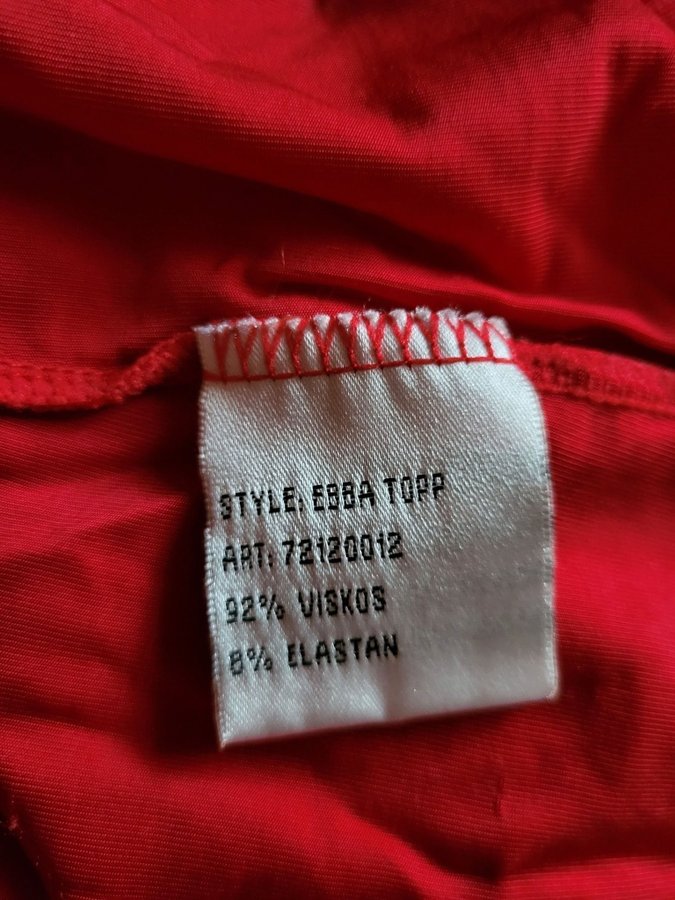 STYLE: EBBA TOPP
ART: 72120012
92% VISKOS
8% ELASTAN